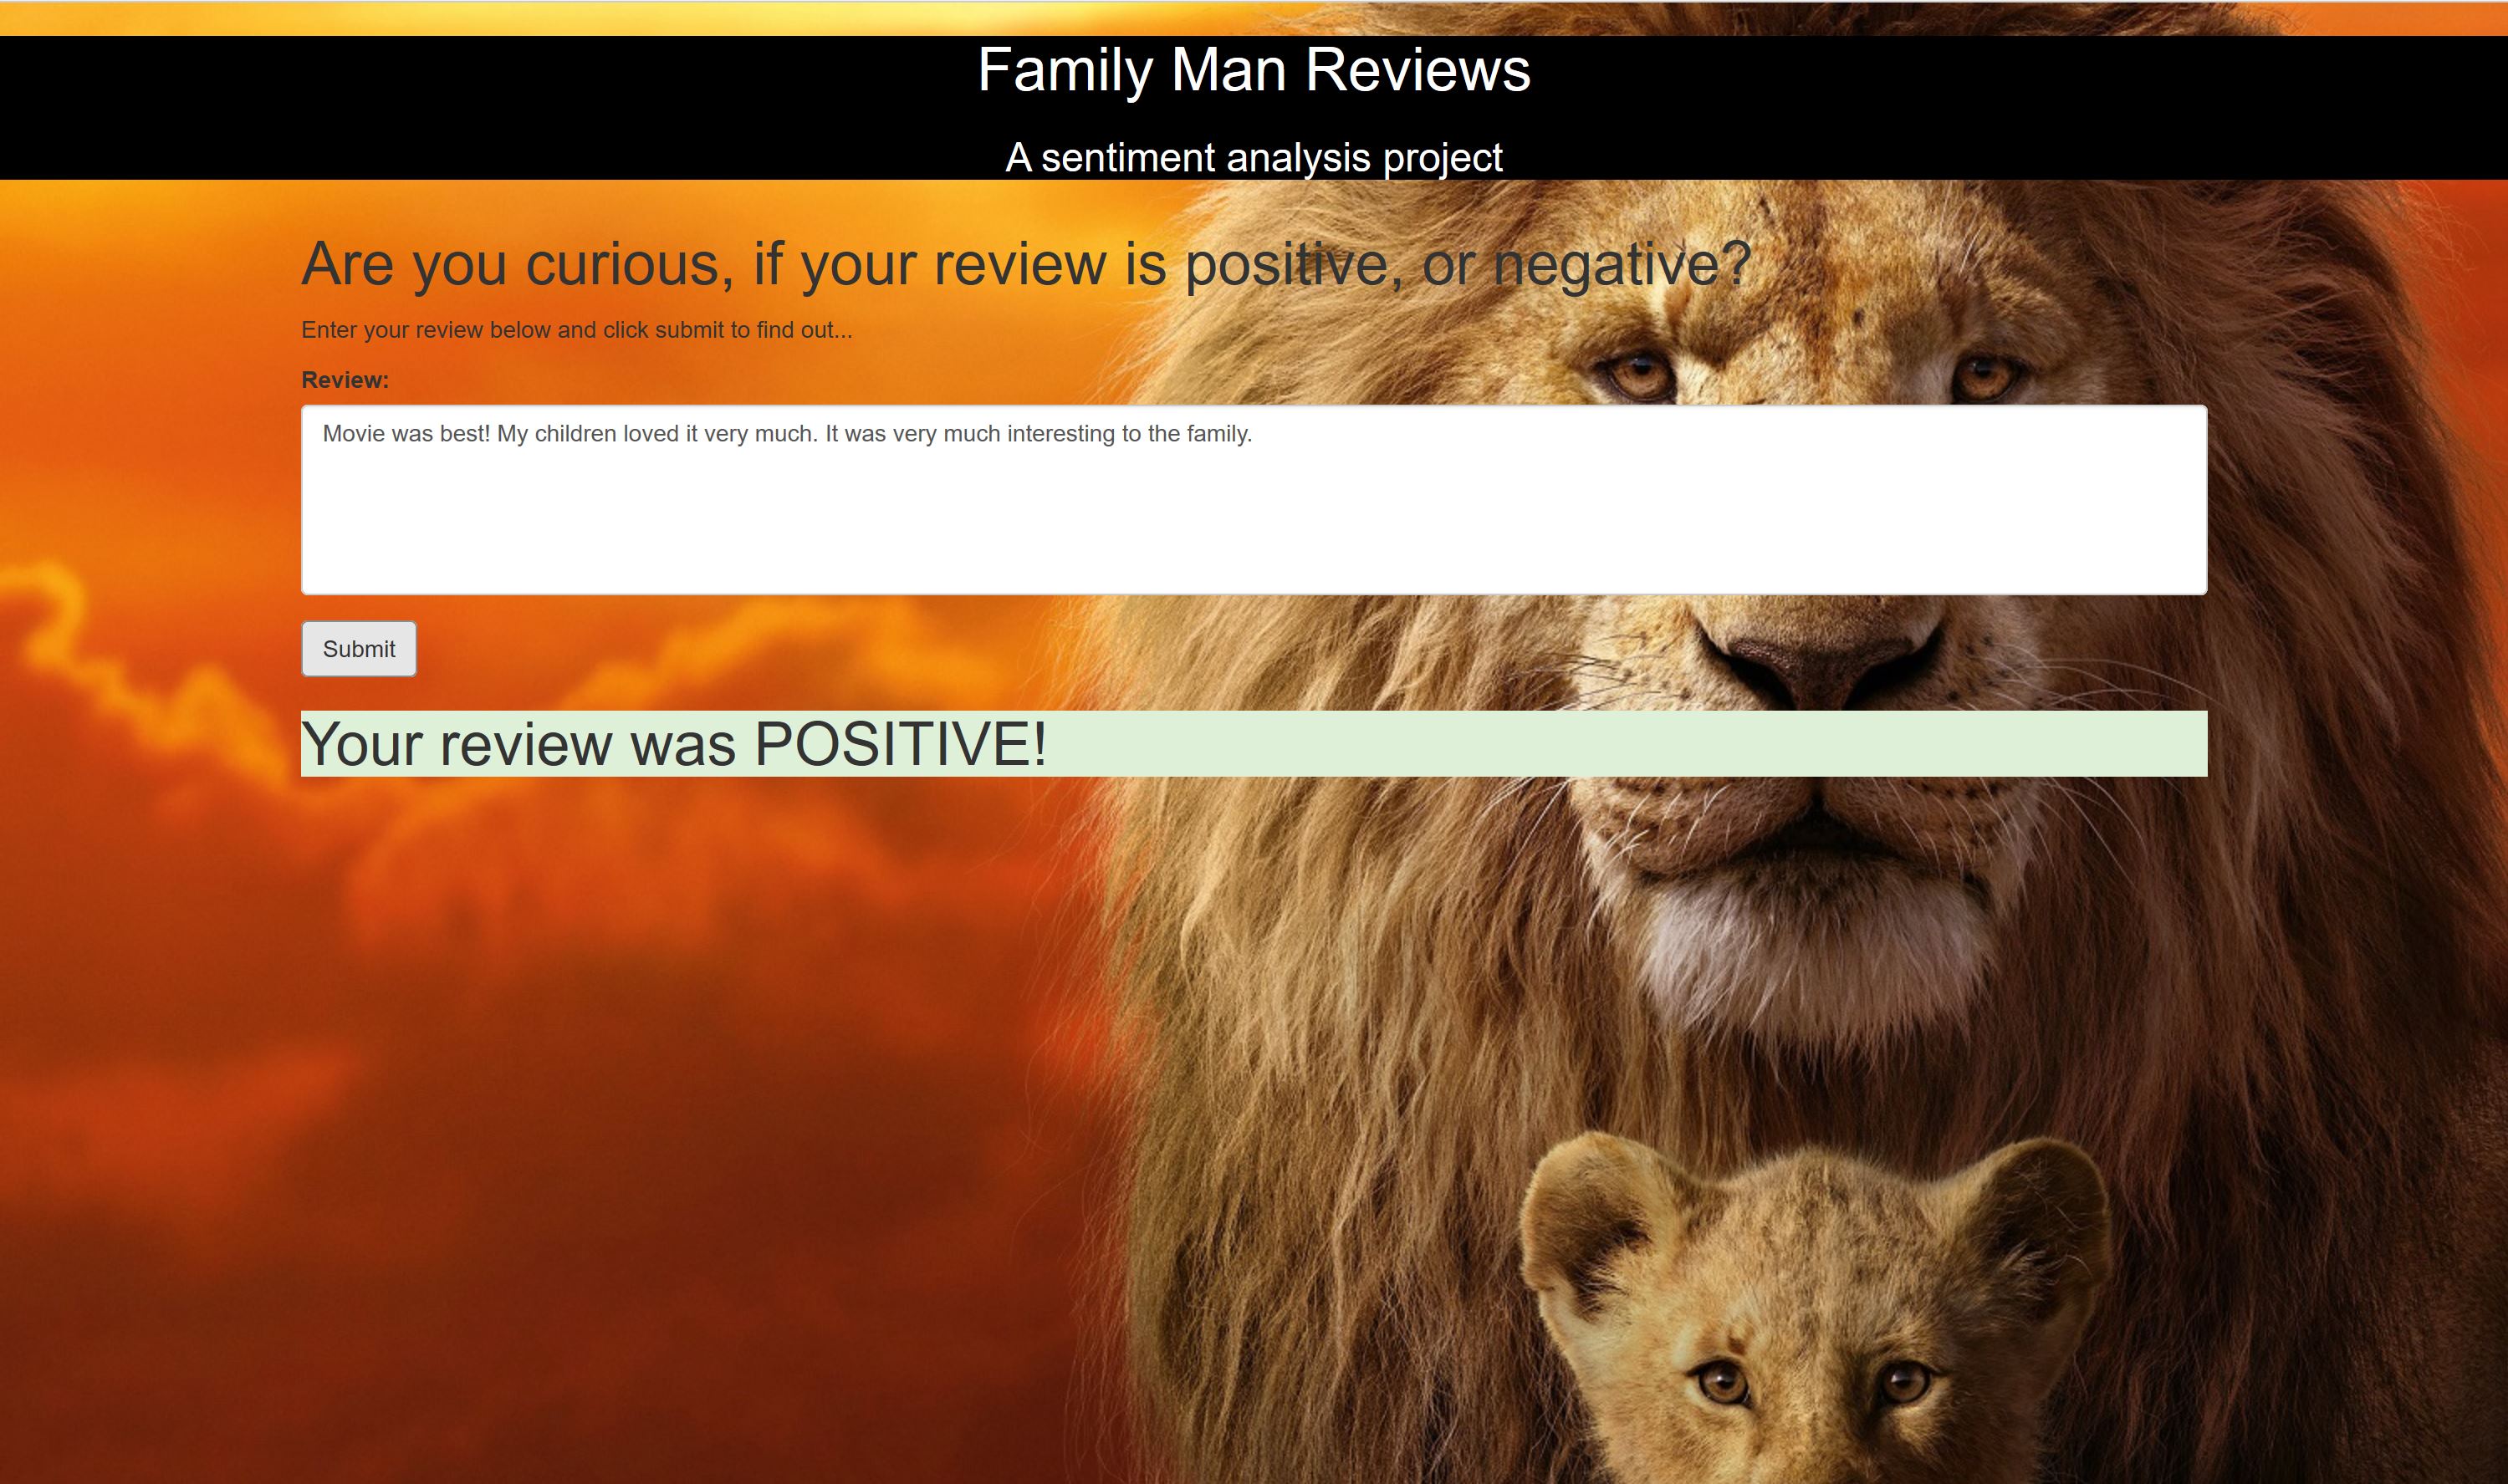 Family Man Reviews
A sentiment analysis project
Are you curious, if your review is positive, or negative?
Enter your review below and click submit to find out...
Review:
Movie was best! My children loved it very much. It was very much interesting to the family.
Submit
Your review was POSITIVE!